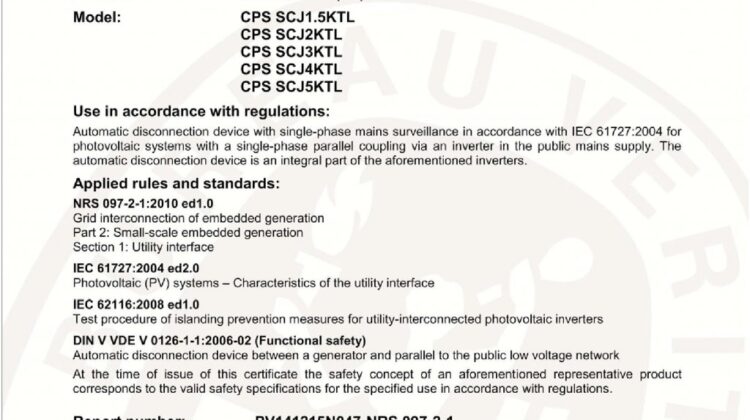 Model: CPS SCJ1.5KTL
CPS SCJ2KTL
CPS SCJ3KTL
CPS SCJ4KTL
CPS SCJ5KTL
Use in accordance with regulations:
Automatic disconnection device with single-phase mains surveillance in accordance with IEC 61727:2004 for
photovoltaic systems with a single-phase parallel coupling via an inverter in the public mains supply. The
automatic disconnection device is an integral part of the aforementioned inverters.
Applied rules and standards:
NRS 097-2-1:2010 ed1.0
Grid interconnection of embedded generation
Part 2: Small-scale embedded generation
Section 1: Utility interface
IEC 61727:2004 ed2.0
Photovoltaic (PV) systems – Characteristics of the utility interface
IEC 62116:2008 ed1.0
Test procedure of islanding prevention measures for utility-interconnected photovoltaic inverters
DIN V VDE V 0126-1-1:2006-02 (Functional safety)
Automatic disconnection device between a generator and parallel to the public low voltage network
At the time of issue of this certificate the safety concept of an aforementioned representative product
corresponds to the valid safety specifications for the specified use in accordance with regulations.
Report number: PV141215N047-NRS 097-2-1